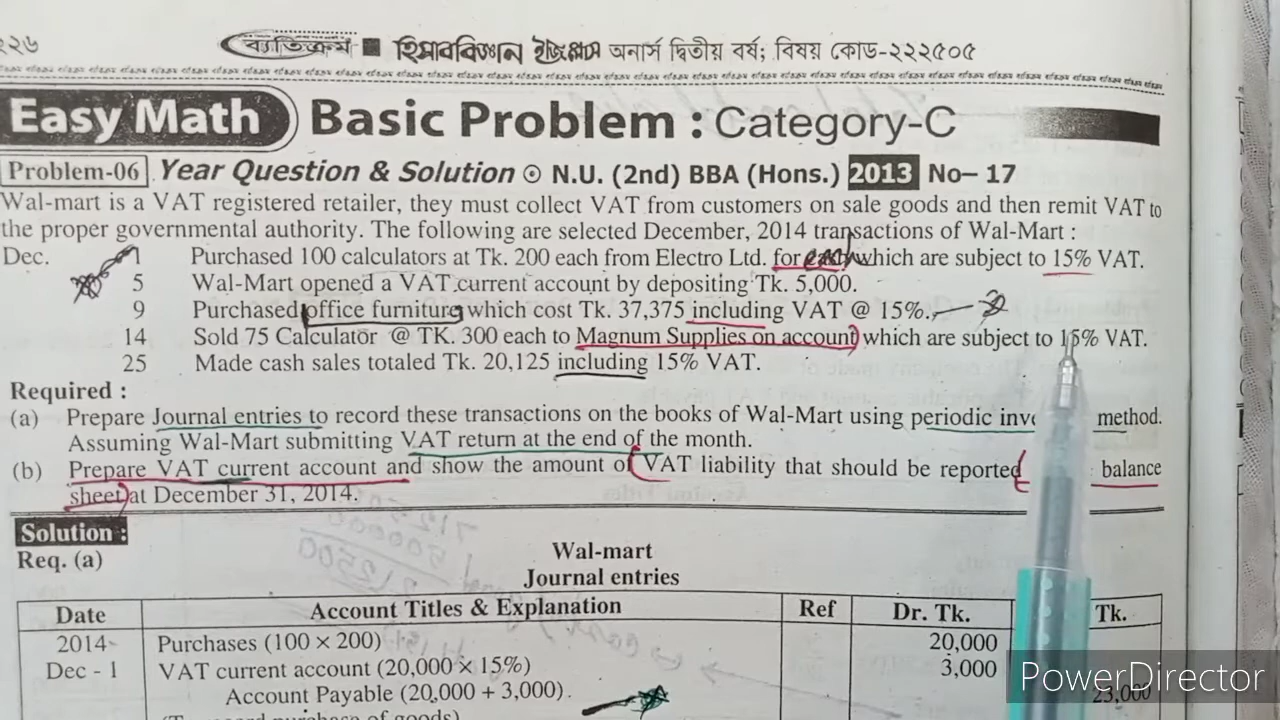 ২২৬ ব্যতিক্রম ■ হিসাববিজ্ঞান ইজিপ্লাস অনার্স দ্বিতীয় বর্ষ; বিষয় কোড-২২২৫০৫
Easy Math Basic Problem : Category-C
Problem-06 Year Question & Solution ⊙ N.U. (2nd) BBA (Hons.) 2013 No– 17
Wal-mart is a VAT registered retailer, they must collect VAT from customers on sale goods and then remit VAT to
the proper governmental authority. The following are selected December, 2014 transactions of Wal-Mart :
Dec. 1 Purchased 100 calculators at Tk. 200 each from Electro Ltd. for each which are subject to 15% VAT.
5 Wal-Mart opened a VAT current account by depositing Tk. 5,000.
9 Purchased office furniture which cost Tk. 37,375 including VAT @ 15%.
14 Sold 75 Calculator @ TK. 300 each to Magnum Supplies on account which are subject to 15% VAT.
25 Made cash sales totaled Tk. 20,125 including 15% VAT.
Required :
(a) Prepare Journal entries to record these transactions on the books of Wal-Mart using periodic method.
Assuming Wal-Mart submitting VAT return at the end of the month.
(b) Prepare VAT current account and show the amount of VAT liability that should be reported balance
sheet at December 31, 2014.
Solution :
Req. (a) Wal-mart
Journal entries
Date Account Titles & Explanation Ref Dr. Tk. Tk.
2014 Purchases (100 × 200) 20,000
Dec - 1 VAT current account (20,000 × 15%) 3,000
Account Payable (20,000 + 3,000). 23,000
PowerDirector